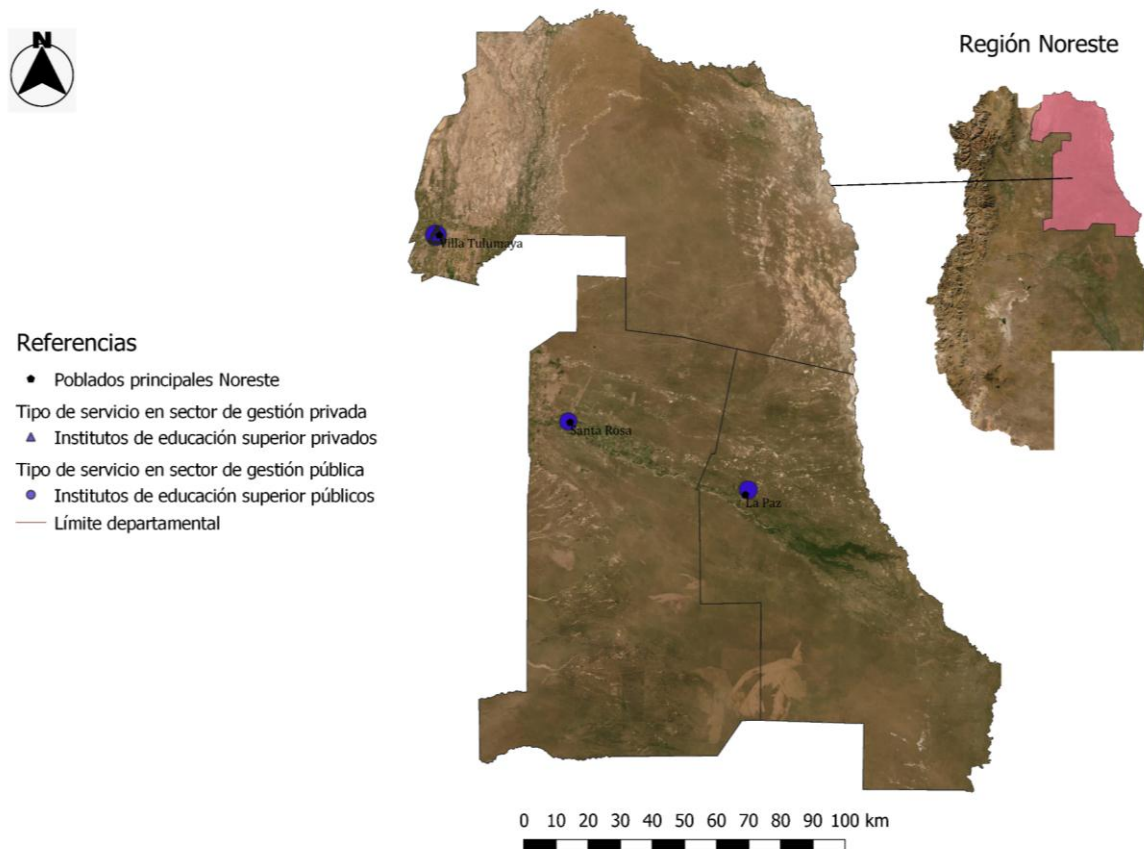 N
Región Noreste
Villa Tulumaya
Referencias
Poblados principales Noreste
Tipo de servicio en sector de gestión privada
Institutos de educación superior privados
Tipo de servicio en sector de gestión pública
Institutos de educación superior públicos
Límite departamental
Santa Rosa
La Paz
0 10 20 30 40 50 60 70 80 90 100 km